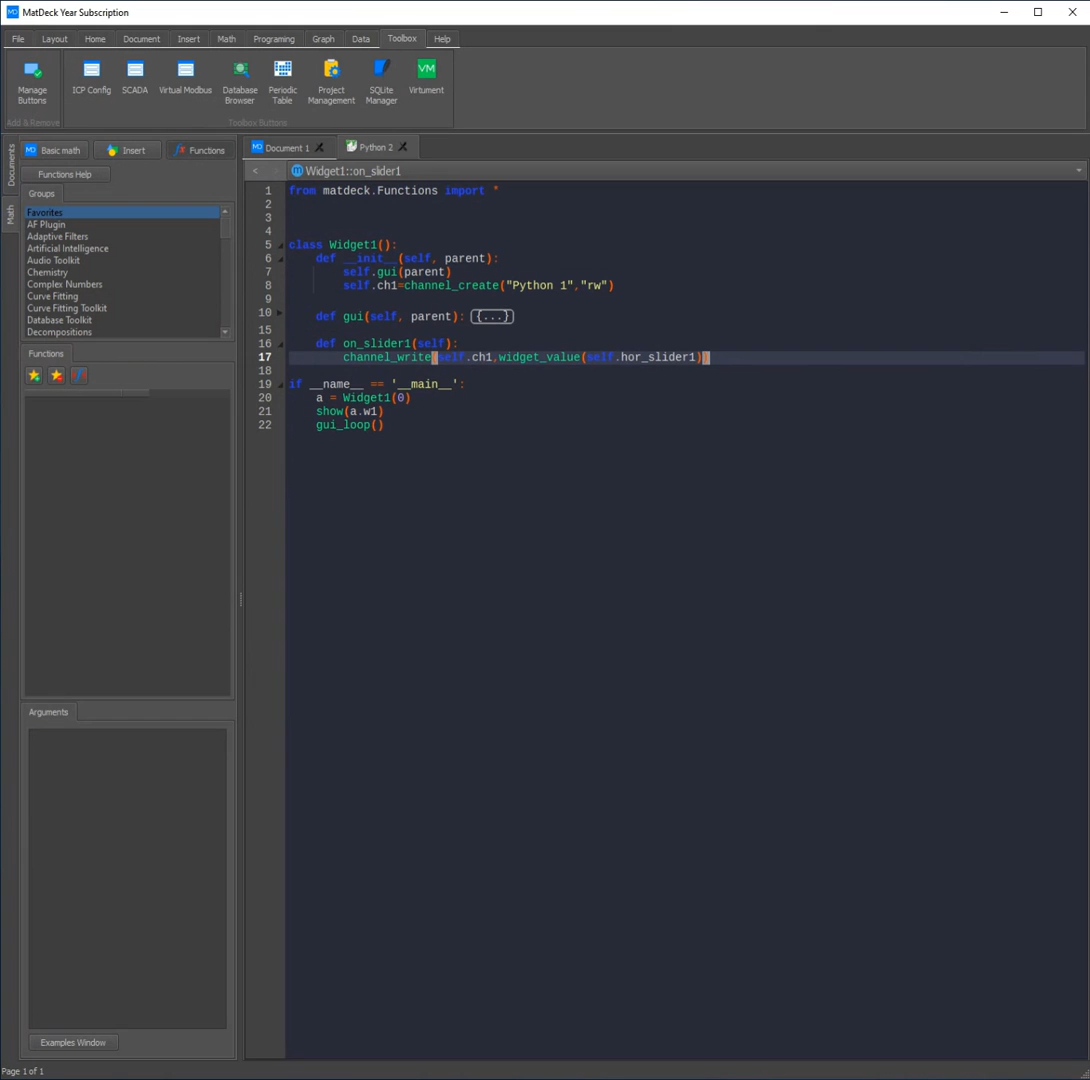 MatDeck Year Subscription
File Layout Home Document Insert Math Programing Graph Data Toolbox Help
Manage Buttons
ICP Config
SCADA
Virtual Modbus
Database Browser
Periodic Table
Project Management
SQLite Manager
VM
Virtument
Add & Remove
Toolbox Buttons
Documents
Math
MD Basic math
Insert
fx Functions
Functions Help
Groups
Favorites
AF Plugin
Adaptive Filters
Artificial Intelligence
Audio Toolkit
Chemistry
Complex Numbers
Curve Fitting
Curve Fitting Toolkit
Database Toolkit
Decompositions
Functions
Arguments
Examples Window
MD Document 1
Python 2
< > Widget1::on_slider1
1 from matdeck.Functions import *
2
3
4
5 class Widget1():
6 def __init__(self, parent):
7 self.gui(parent)
8 self.ch1=channel_create("Python 1","rw")
9
10 def gui(self, parent): {...}
15
16 def on_slider1(self):
17 channel_write(self.ch1,widget_value(self.hor_slider1))
18
19 if __name__ == '__main__':
20 a = Widget1(0)
21 show(a.w1)
22 gui_loop()
Page 1 of 1